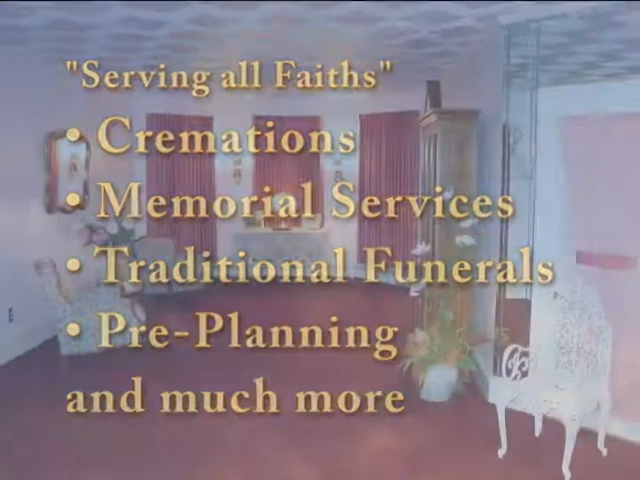 "Serving all Faiths"
• Cremations
• Memorial Services
• Traditional Funerals
• Pre-Planning
and much more